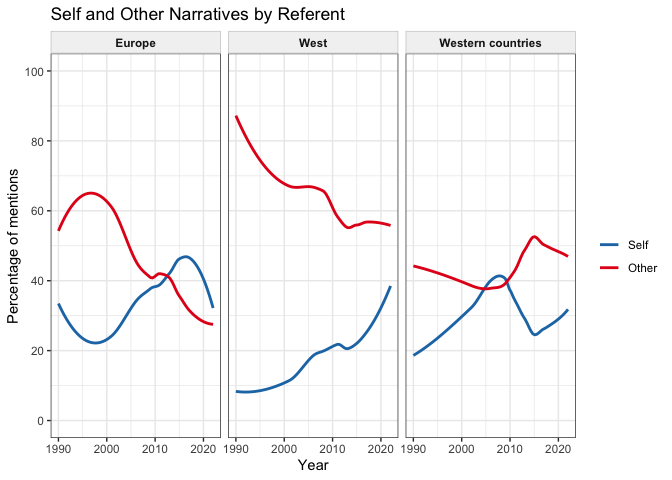 Self and Other Narratives by Referent
Europe
West
Western countries
Percentage of mentions
100
80
60
40
20
0
1990 2000 2010 2020
1990 2000 2010 2020
1990 2000 2010 2020
Year
Self
Other